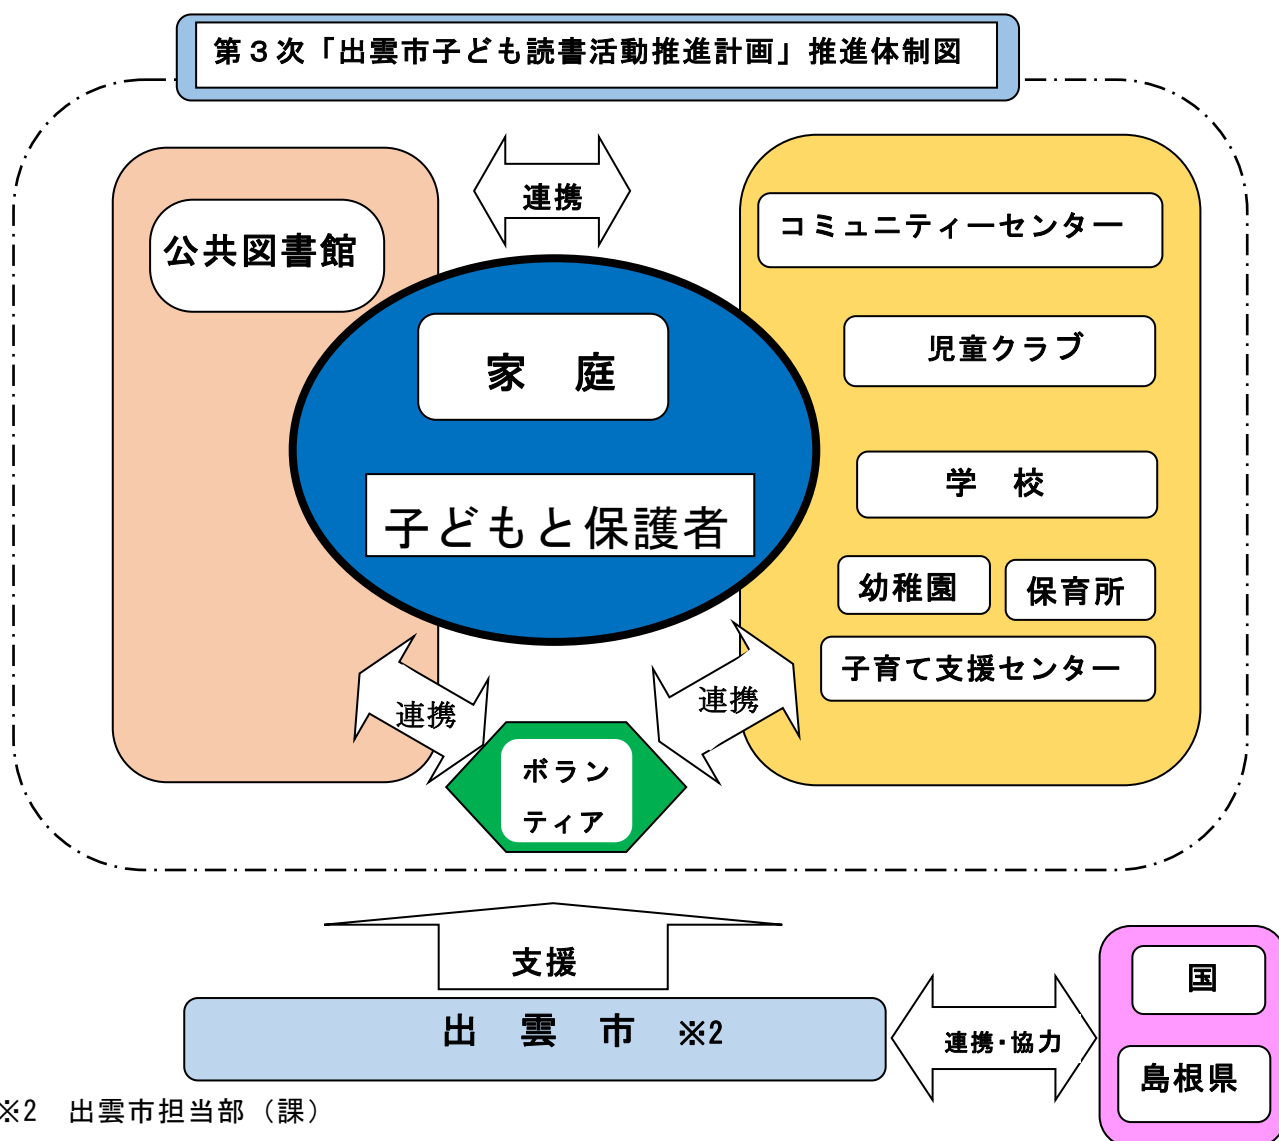 第３次「出雲市子ども読書活動推進計画」推進体制図
連携
公共図書館
コミュニティーセンター
児童クラブ
家　庭
学　校
子どもと保護者
幼稚園
保育所
子育て支援センター
連携
連携
ボラン
ティア
支援
出　雲　市　※2
連携・協力
国
島根県
※2　出雲市担当部（課）